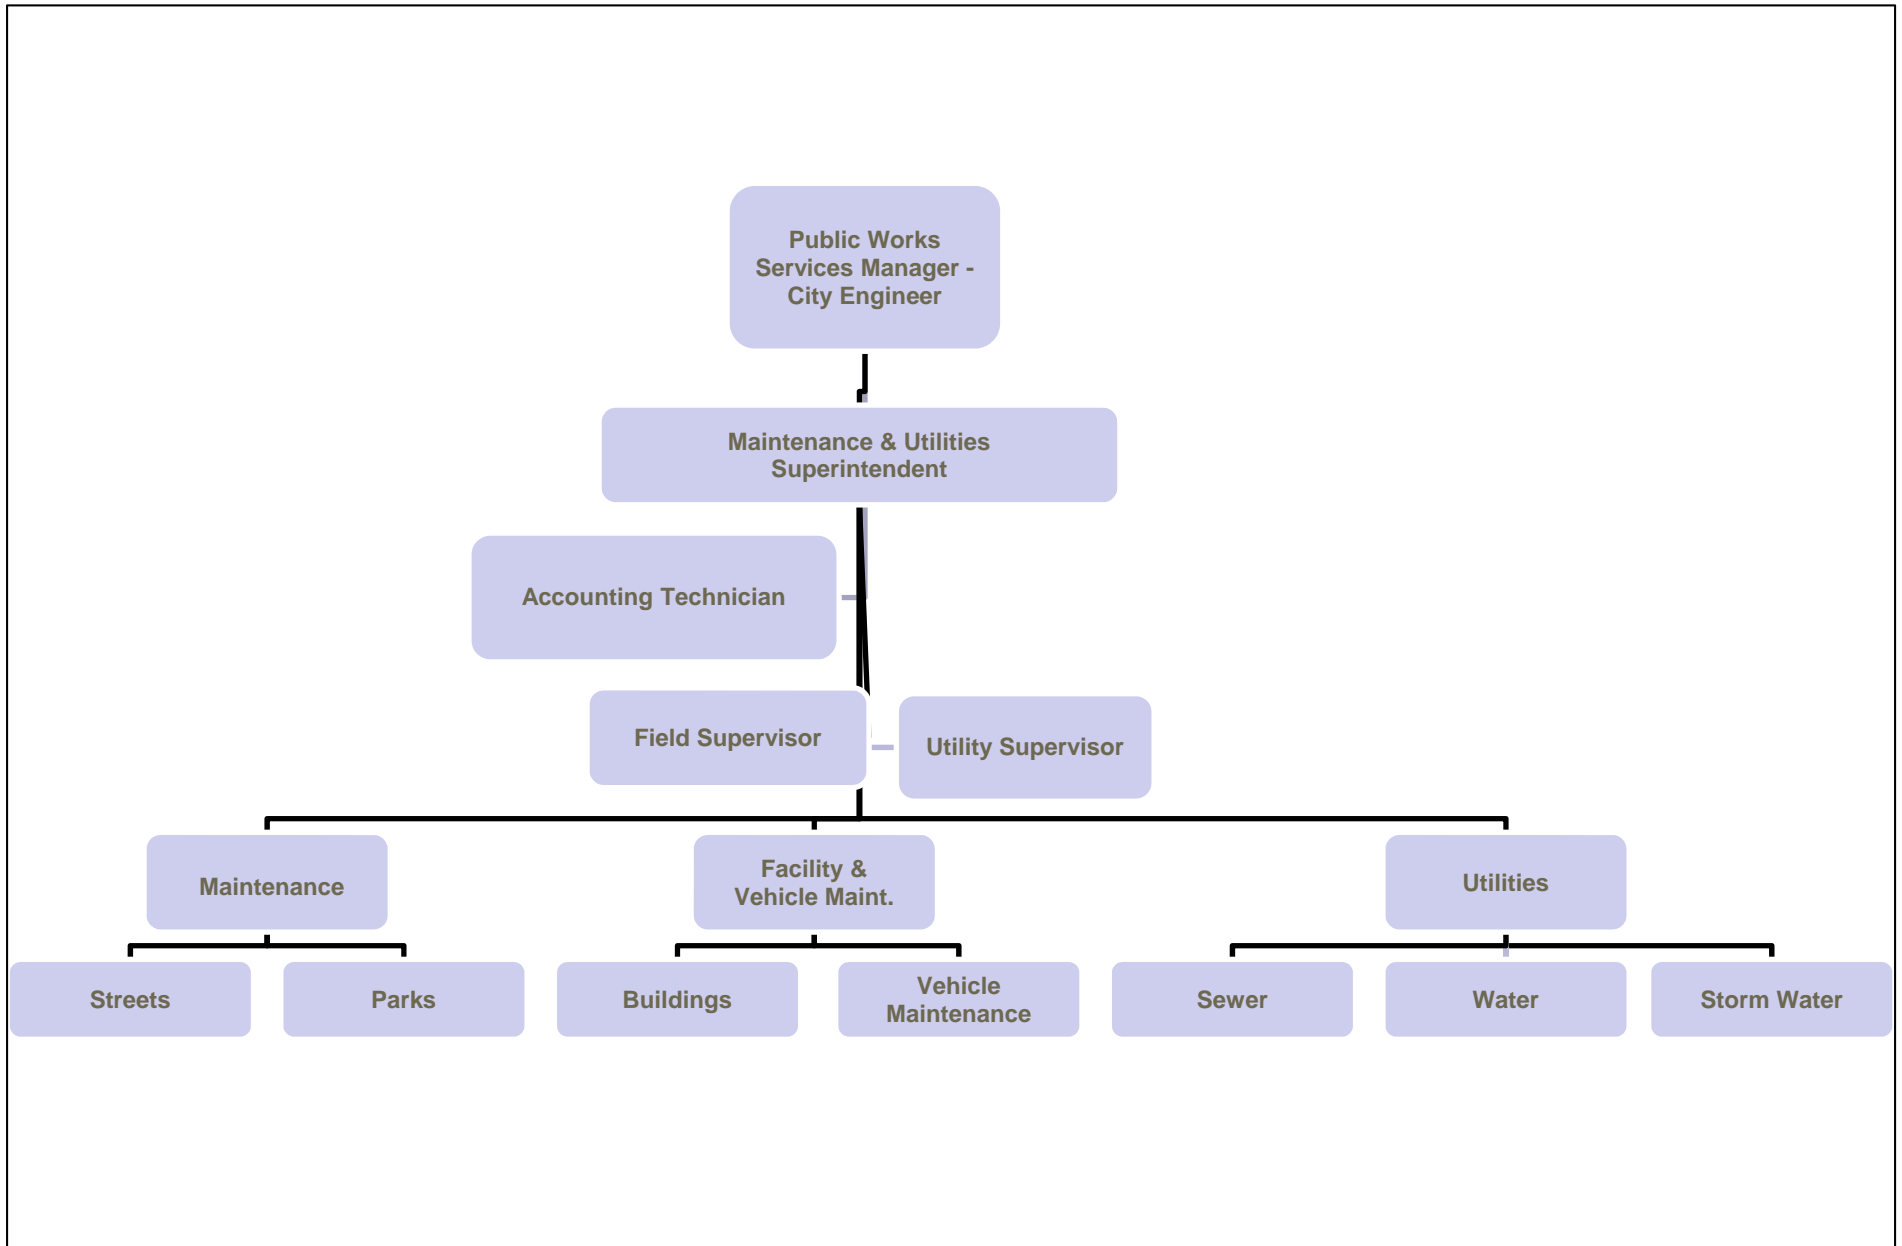 Public Works
Services Manager -
City Engineer
Maintenance & Utilities
Superintendent
Accounting Technician
Field Supervisor
Utility Supervisor
Maintenance
Facility &
Vehicle Maint.
Utilities
Streets
Parks
Buildings
Vehicle
Maintenance
Sewer
Water
Storm Water